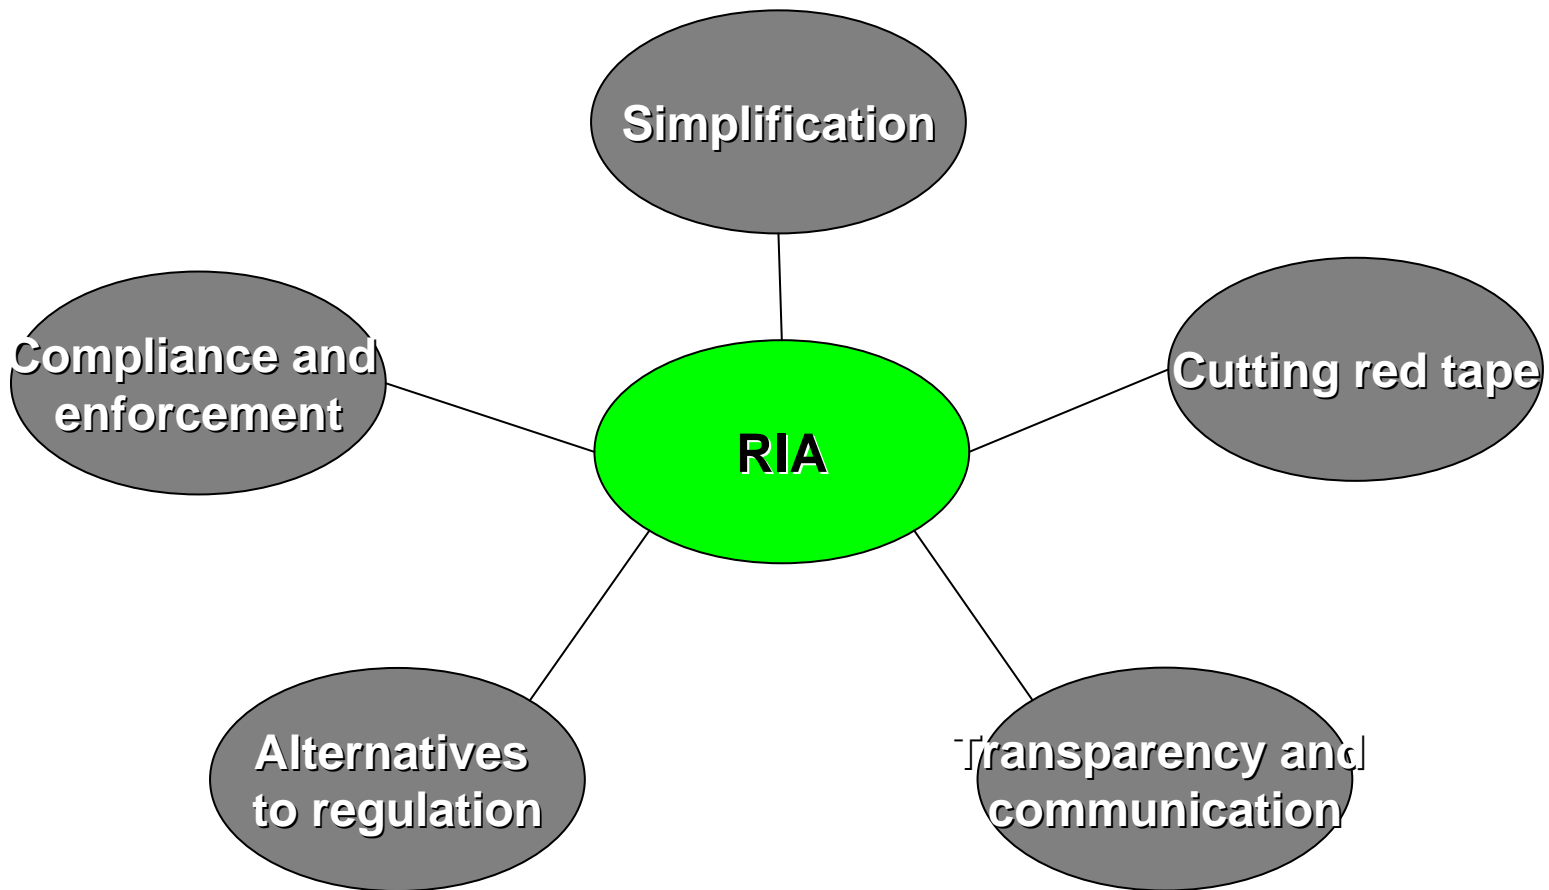 Simplification
Compliance and
enforcement
Cutting red tape
RIA
Alternatives
to regulation
Transparency and
communication